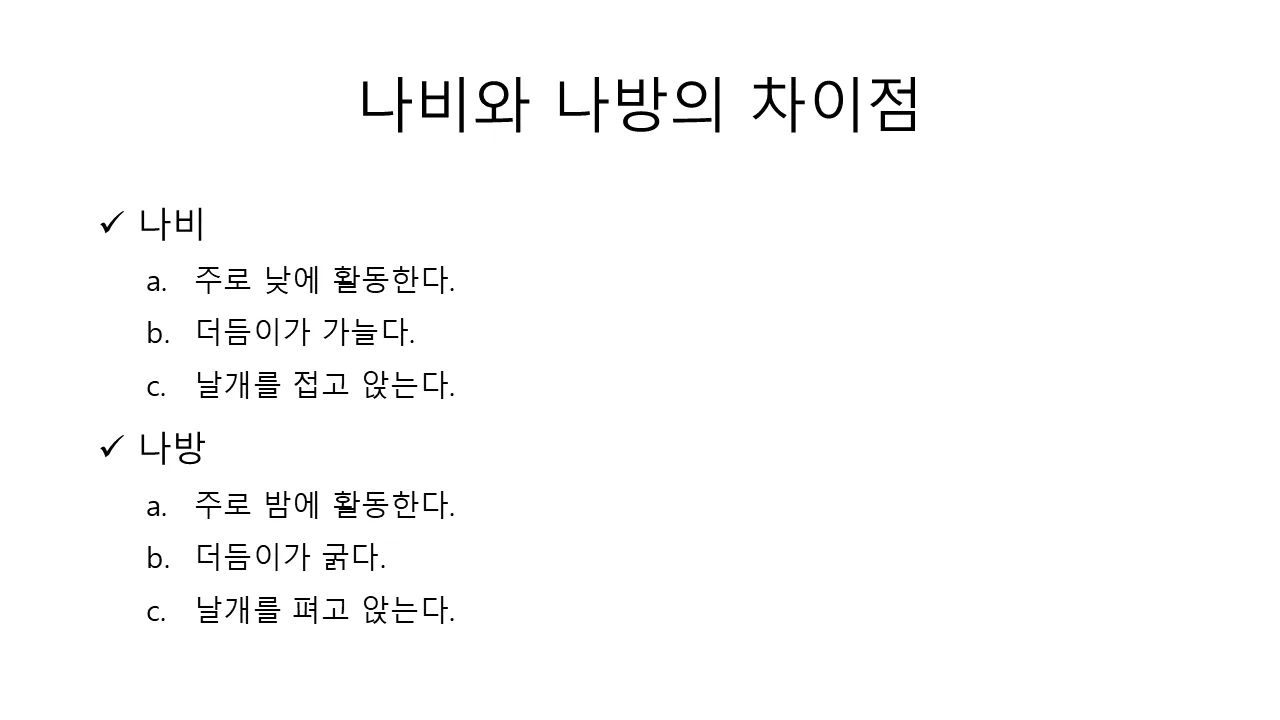 나비와 나방의 차이점
✓ 나비
a. 주로 낮에 활동한다.
b. 더듬이가 가늘다.
c. 날개를 접고 앉는다.
✓ 나방
a. 주로 밤에 활동한다.
b. 더듬이가 굵다.
c. 날개를 펴고 앉는다.